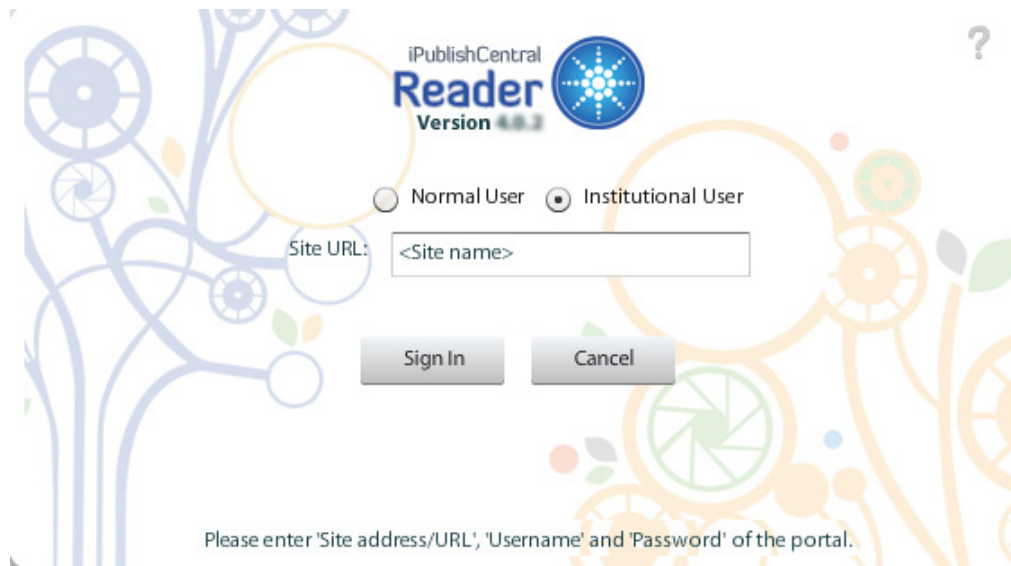 ?
iPublishCentral
Reader
Version
Normal User Institutional User
Site URL: <Site name>
Sign In Cancel
Please enter 'Site address/URL', 'Username' and 'Password' of the portal.